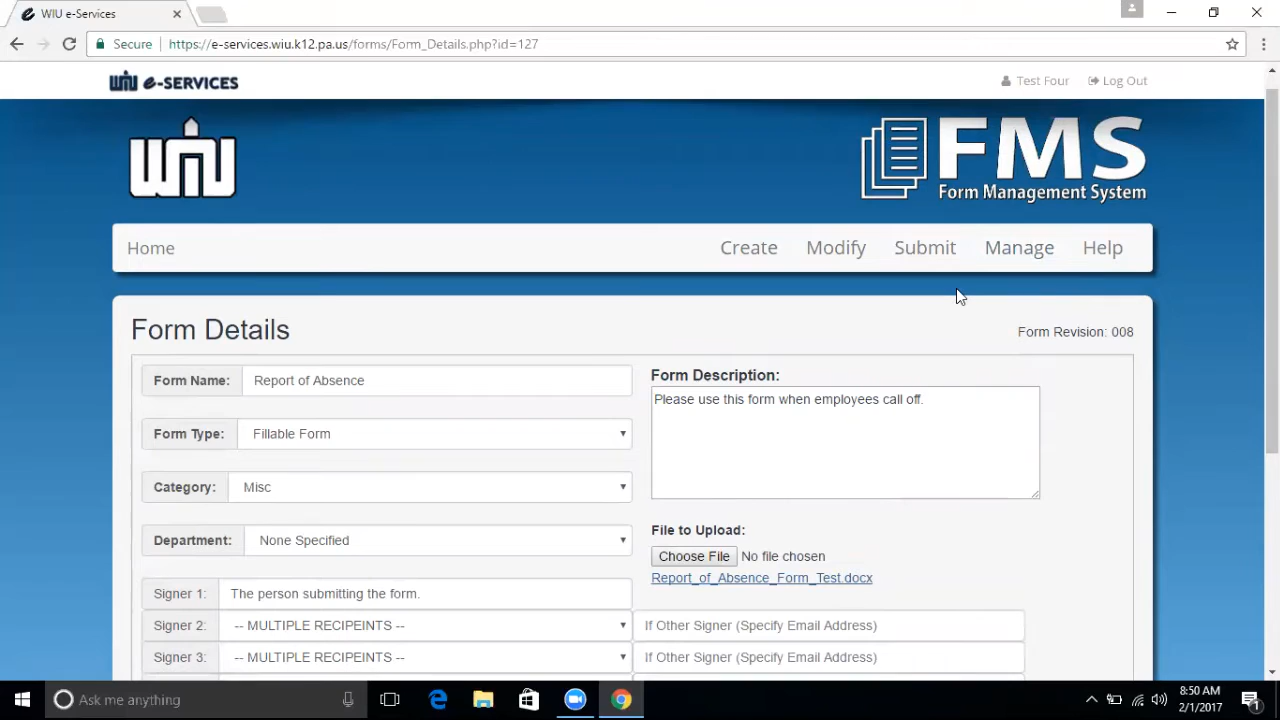 WIU e-Services
Secure https://e-services.wiu.k12.pa.us/forms/Form_Details.php?id=127
WIU e-SERVICES
Test Four Log Out
WIU
FMS
Form Management System
Home Create Modify Submit Manage Help
Form Details
Form Revision: 008
Form Name: Report of Absence
Form Description:
Please use this form when employees call off.
Form Type: Fillable Form
Category: Misc
File to Upload:
Department: None Specified
Choose File No file chosen
Report_of_Absence_Form_Test.docx
Signer 1: The person submitting the form.
Signer 2: -- MULTIPLE RECIPEINTS -- If Other Signer (Specify Email Address)
Signer 3: -- MULTIPLE RECIPEINTS -- If Other Signer (Specify Email Address)
Ask me anything
8:50 AM
2/1/2017
1